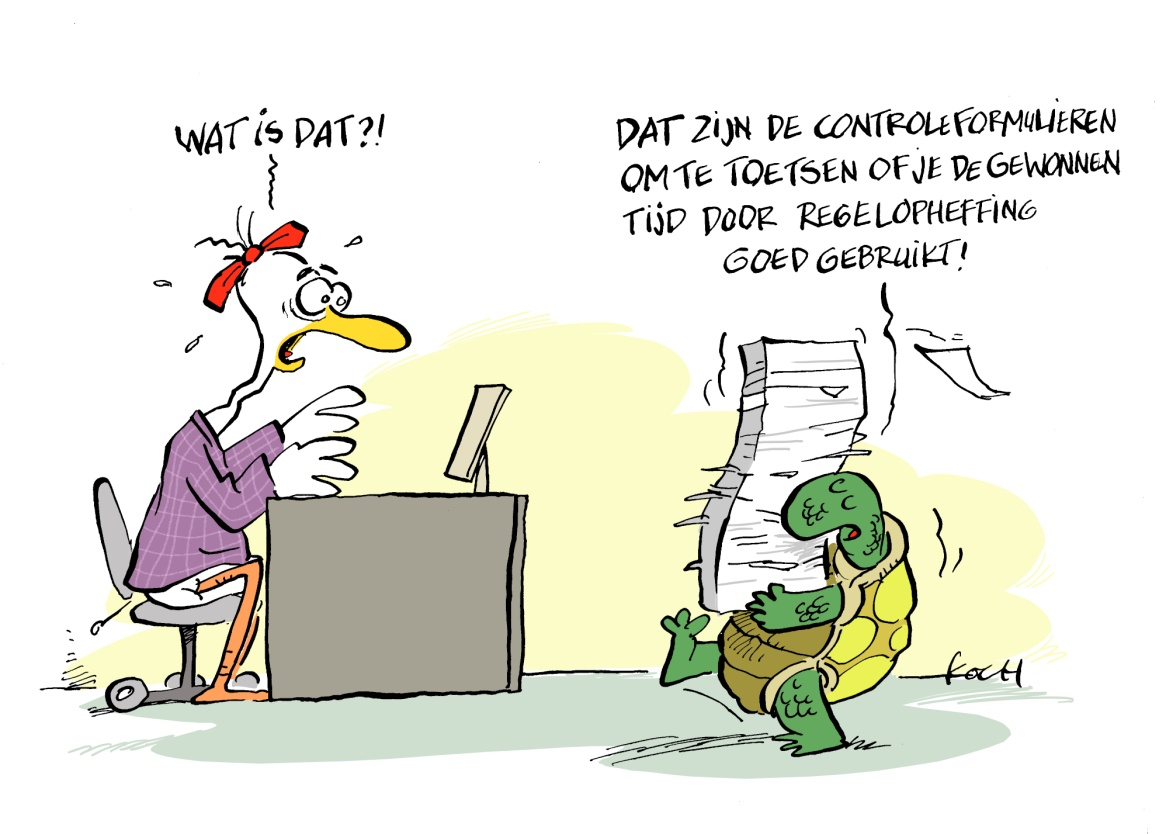 WAT iS DAT?!
DAT ZIJN DE CONTROLEFORMULIEREN
OM TE TOETSEN OF JE DE GEWONNEN
TIJD DOOR REGELOPHEFFING
GOED GEBRUIKT!
KOCH